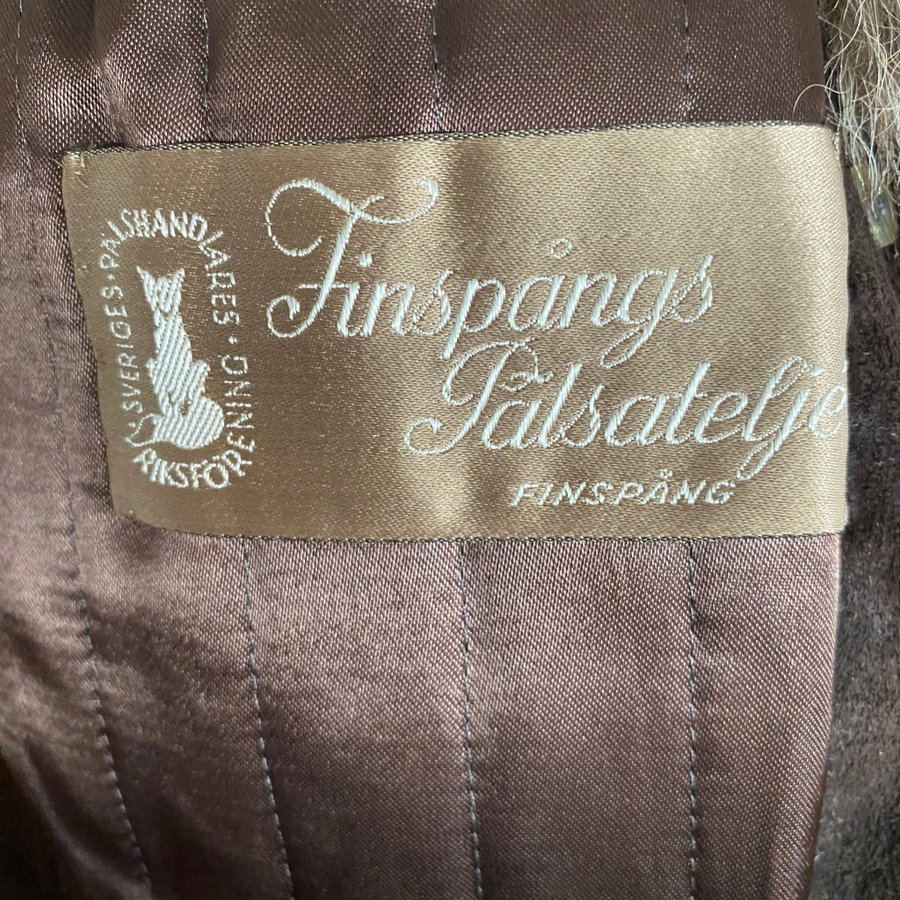 SVERIGES · PÄLSHANDLARES · RIKSFÖRENING
Finspångs
Pälsateljé
FINSPÅNG